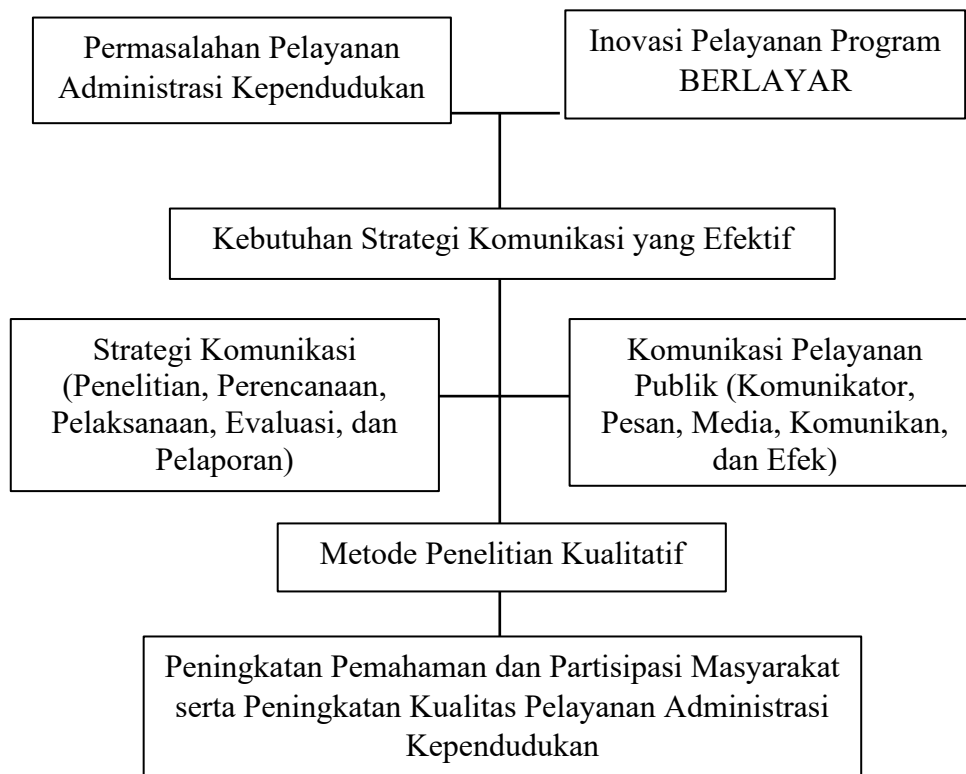 Permasalahan Pelayanan
Administrasi Kependudukan
Inovasi Pelayanan Program
BERLAYAR
Kebutuhan Strategi Komunikasi yang Efektif
Strategi Komunikasi
(Penelitian, Perencanaan,
Pelaksanaan, Evaluasi, dan
Pelaporan)
Komunikasi Pelayanan
Publik (Komunikator,
Pesan, Media, Komunikan,
dan Efek)
Metode Penelitian Kualitatif
Peningkatan Pemahaman dan Partisipasi Masyarakat
serta Peningkatan Kualitas Pelayanan Administrasi
Kependudukan